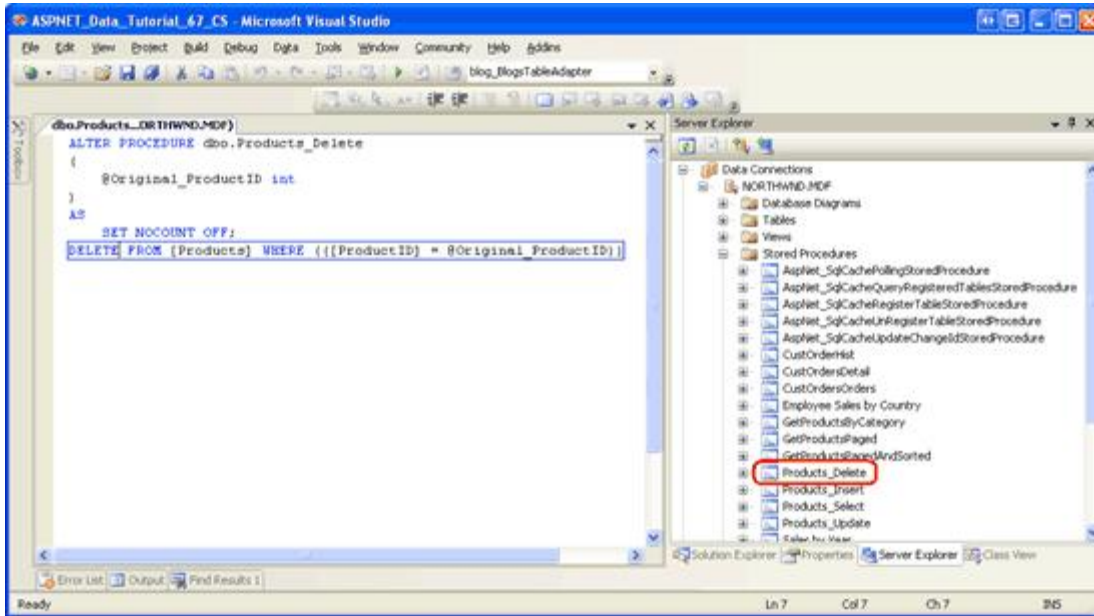 ASPNET_Data_Tutorial_67_CS - Microsoft Visual Studio
File Edit View Project Build Debug Data Tools Window Community Help Addins
blog_BlogsTableAdapter
Toolbox
dbo.Products...ORTHWND.MDF)
ALTER PROCEDURE dbo.Products_Delete
(
@Original_ProductID int
)
AS
SET NOCOUNT OFF;
DELETE FROM [Products] WHERE (([ProductID] = @Original_ProductID))
Server Explorer
Data Connections
NORTHWND.MDF
Database Diagrams
Tables
Views
Stored Procedures
AspNet_SqlCachePollingStoredProcedure
AspNet_SqlCacheQueryRegisteredTablesStoredProcedure
AspNet_SqlCacheRegisterTableStoredProcedure
AspNet_SqlCacheUnRegisterTableStoredProcedure
AspNet_SqlCacheUpdateChangeIdStoredProcedure
CustOrderHist
CustOrdersDetail
CustOrdersOrders
Employee Sales by Country
GetProductsByCategory
GetProductsPaged
GetProductsPagedAndSorted
Products_Delete
Products_Insert
Products_Select
Products_Update
Sales by Year
Solution Explorer Properties Server Explorer Class View
Error List Output Find Results 1
Ready Ln 7 Col 7 Ch 7 INS